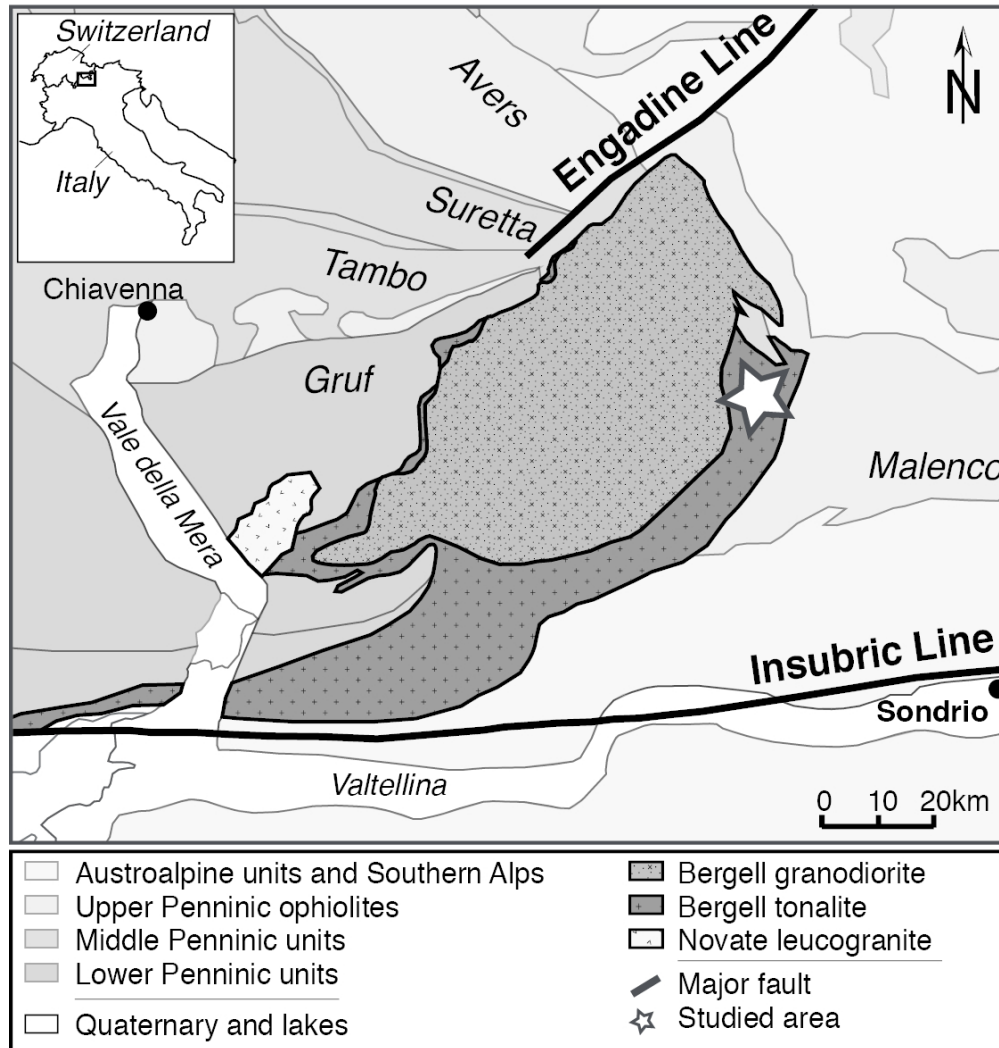 Switzerland
Italy
Avers
Engadine Line
N
Suretta
Tambo
Chiavenna
Gruf
Vale della Mera
Malenco
Insubric Line
Sondrio
Valtellina
0 10 20km
Austroalpine units and Southern Alps
Upper Penninic ophiolites
Middle Penninic units
Lower Penninic units
Quaternary and lakes
Bergell granodiorite
Bergell tonalite
Novate leucogranite
Major fault
Studied area